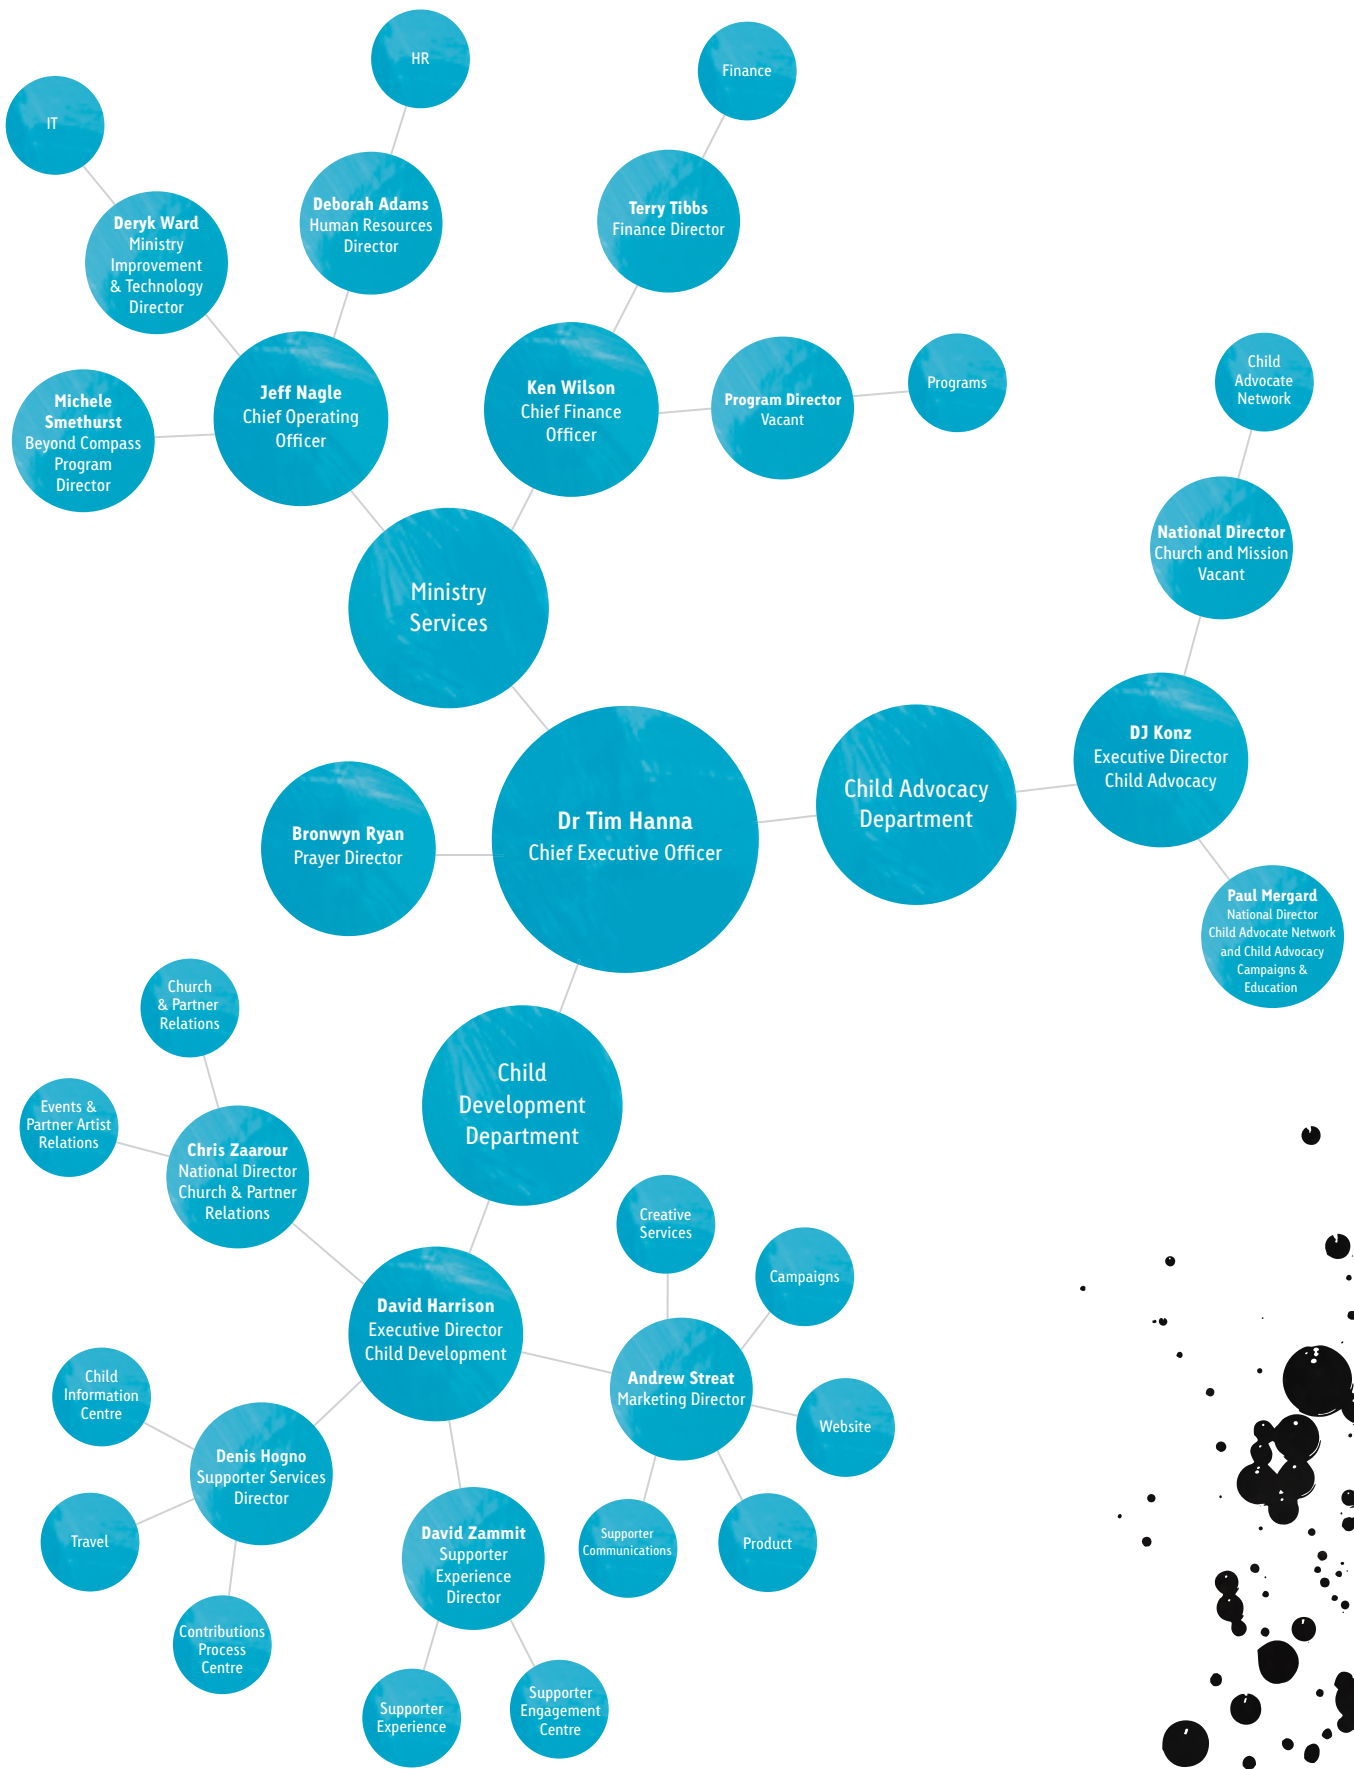 HR
Finance
IT
Deborah Adams
Human Resources
Director
Terry Tibbs
Finance Director
Deryk Ward
Ministry
Improvement
& Technology
Director
Jeff Nagle
Chief Operating
Officer
Ken Wilson
Chief Finance
Officer
Program Director
Vacant
Programs
Child
Advocate
Network
Michele
Smethurst
Beyond Compass
Program
Director
National Director
Church and Mission
Vacant
Ministry
Services
DJ Konz
Executive Director
Child Advocacy
Child Advocacy
Department
Dr Tim Hanna
Chief Executive Officer
Bronwyn Ryan
Prayer Director
Paul Mergard
National Director
Child Advocate Network
and Child Advocacy
Campaigns &
Education
Church
& Partner
Relations
Child
Development
Department
Events &
Partner Artist
Relations
Chris Zaarour
National Director
Church & Partner
Relations
Creative
Services
Campaigns
David Harrison
Executive Director
Child Development
Andrew Streat
Marketing Director
Website
Child
Information
Centre
Denis Hogno
Supporter Services
Director
Travel
David Zammit
Supporter
Experience
Director
Supporter
Communications
Product
Contributions
Process
Centre
Supporter
Experience
Supporter
Engagement
Centre